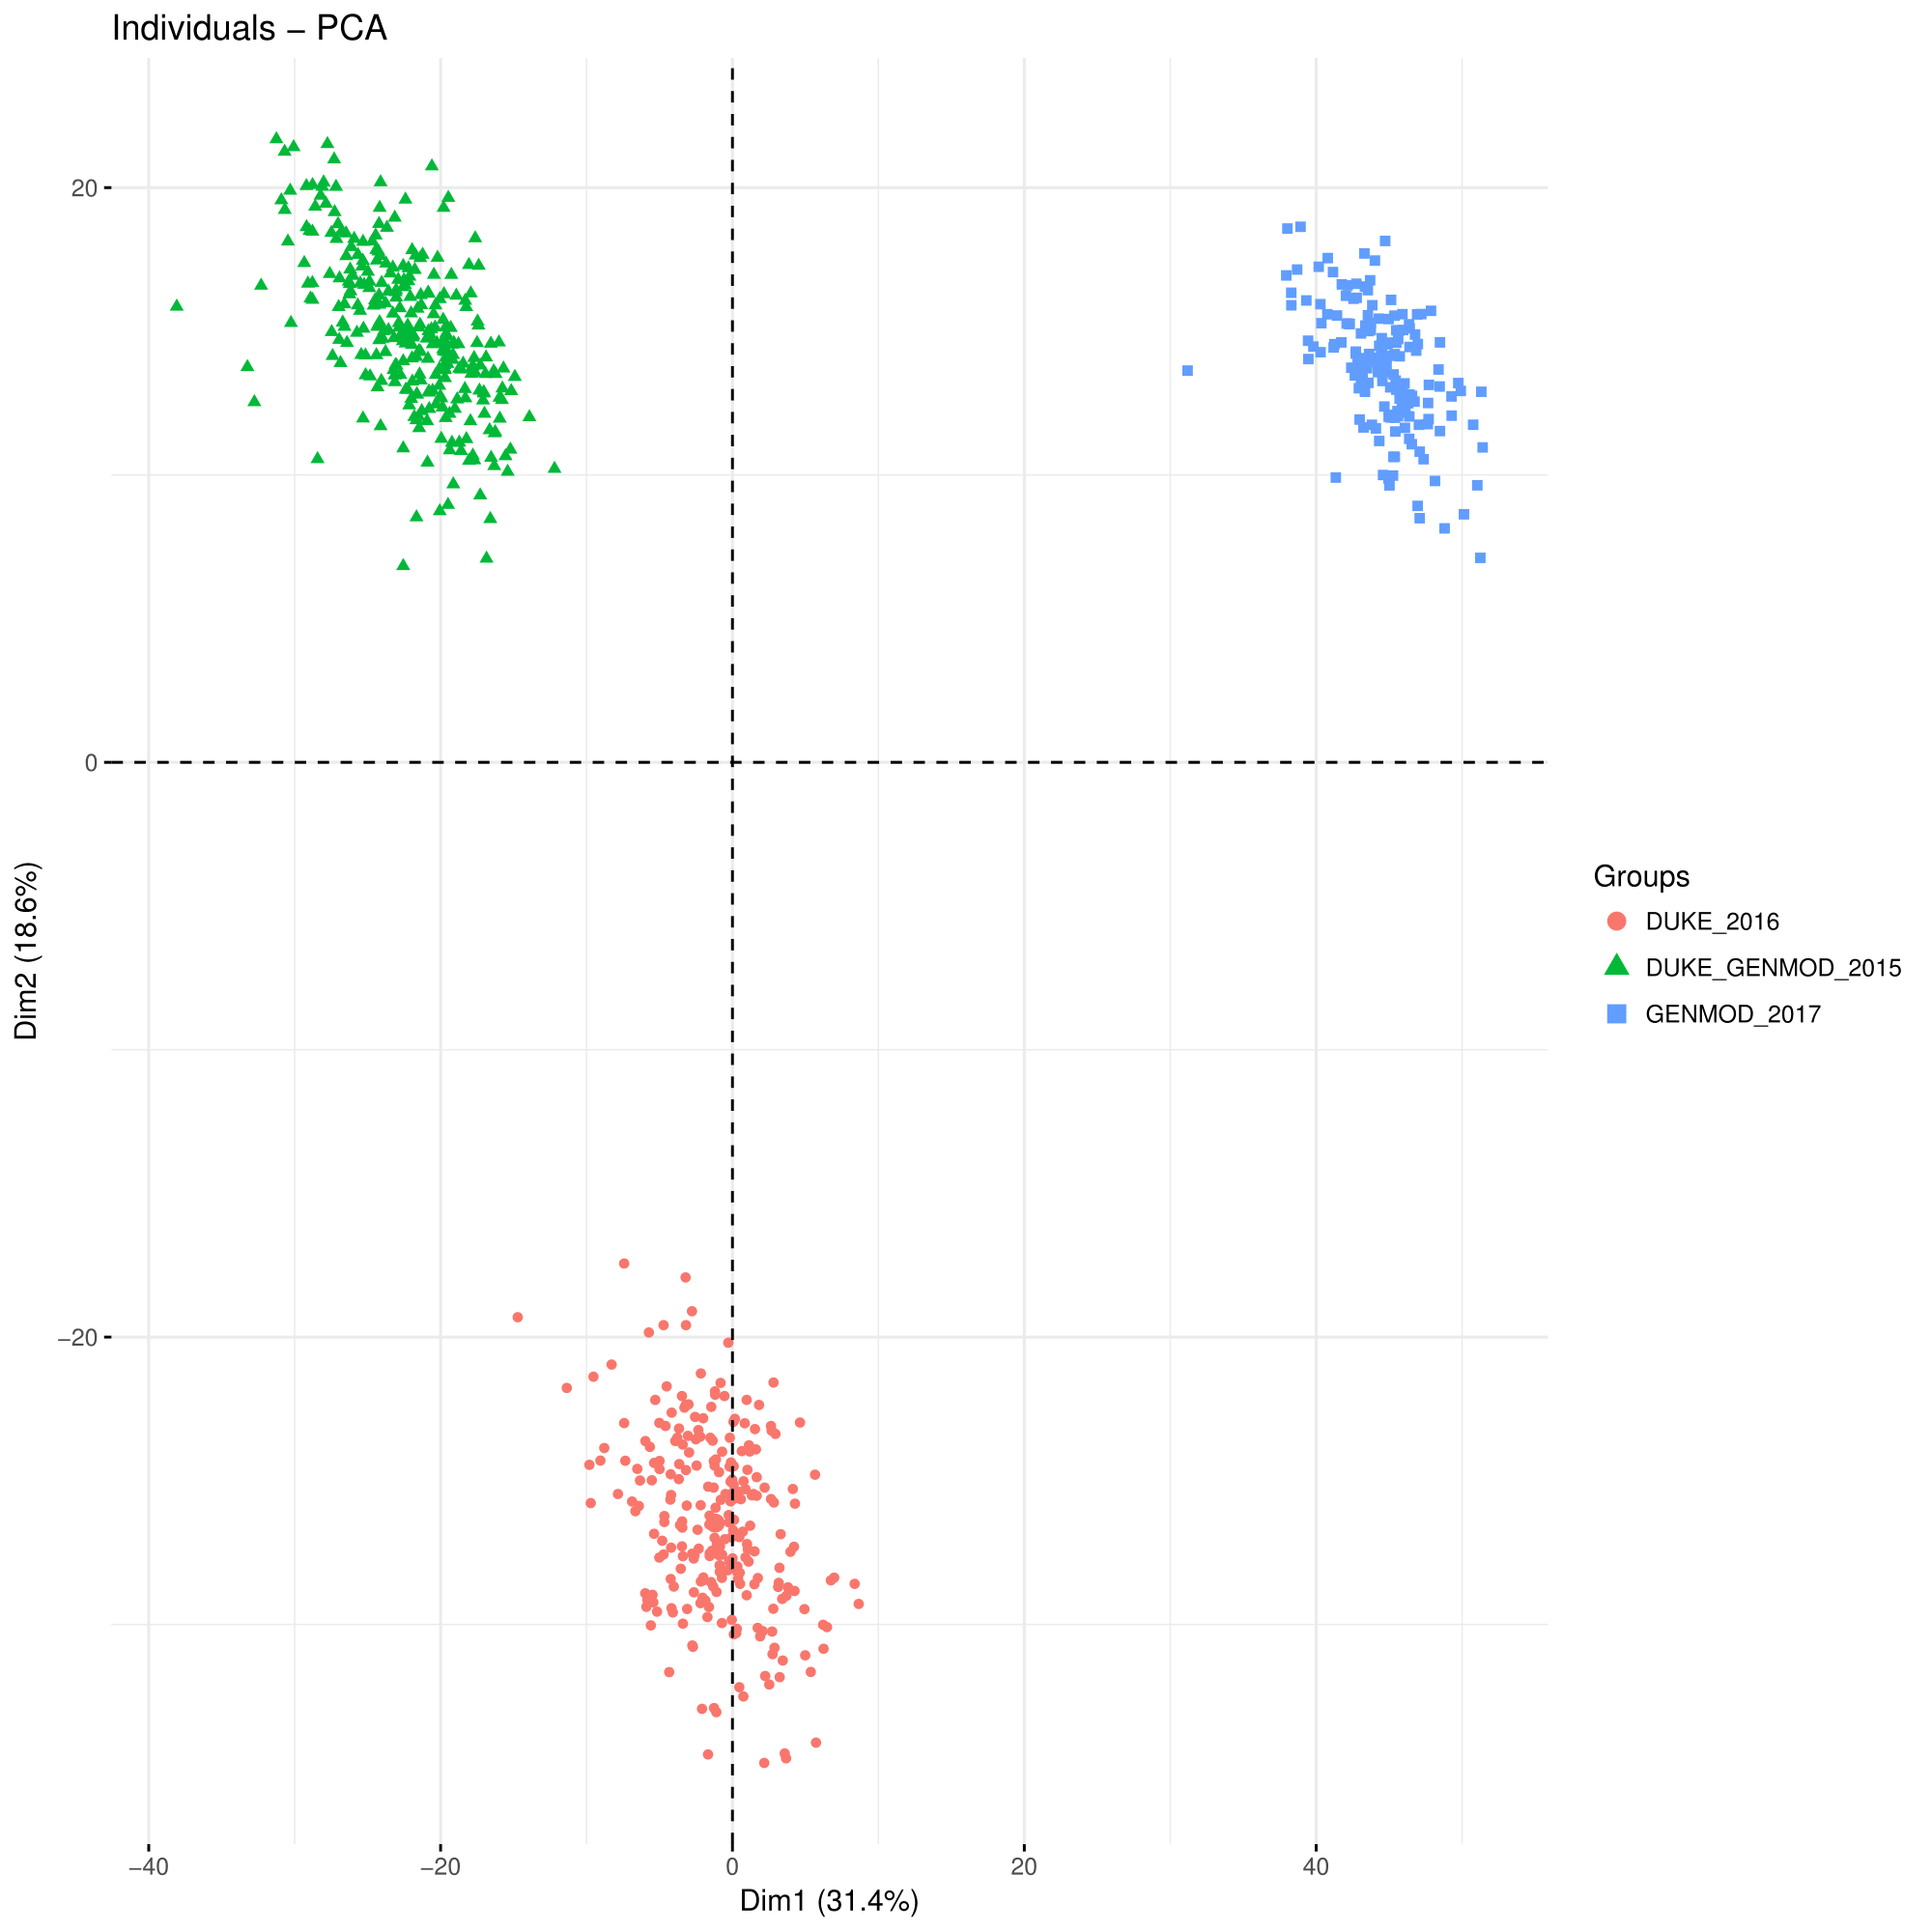 Individuals – PCA
20
0
−20
−40
−20
0
20
40
Dim1 (31.4%)
Dim2 (18.6%)
Groups
DUKE_2016
DUKE_GENMOD_2015
GENMOD_2017